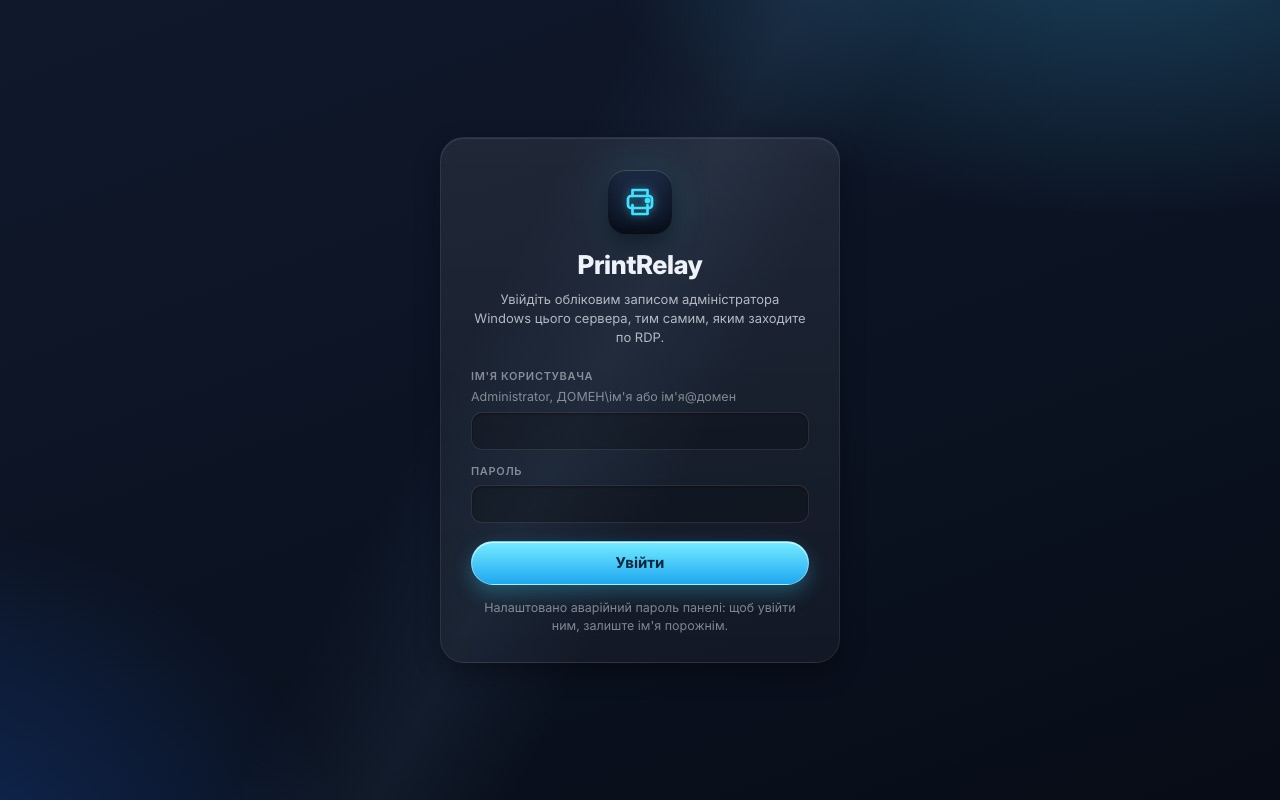 PrintRelay
Увійдіть обліковим записом адміністратора
Windows цього сервера, тим самим, яким заходите
по RDP.
ІМ'Я КОРИСТУВАЧА
Administrator, ДОМЕН\ім'я або ім'я@домен
ПАРОЛЬ
Увійти
Налаштовано аварійний пароль панелі: щоб увійти
ним, залиште ім'я порожнім.